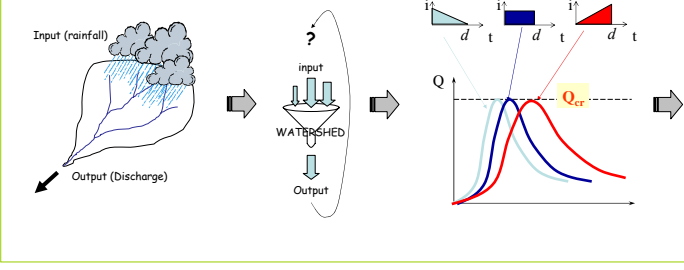 Input (rainfall)
Output (Discharge)
?
input
WATERSHED
Output
i
d
t
i
d
t
i
d
t
Q
Qcr